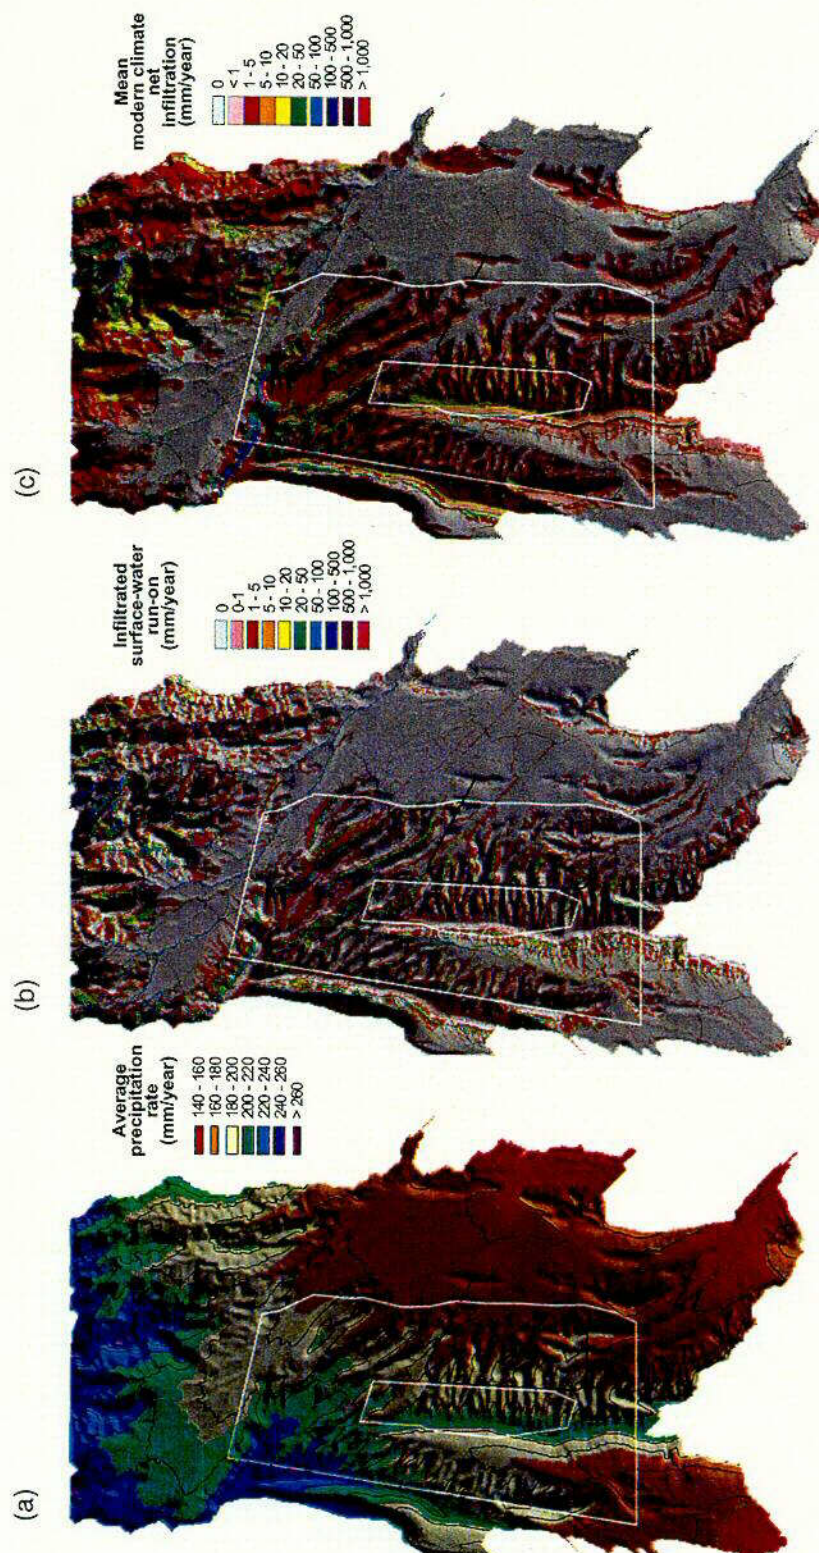 (a)
Average
precipitation
rate
(mm/year)
140 - 160
160 - 180
180 - 200
200 - 220
220 - 240
240 - 260
> 260
(b)
Infiltrated
surface-water
run-on
(mm/year)
0
0-1
1 - 5
5 - 10
10 - 20
20 - 50
50 - 100
100 - 500
500 - 1,000
> 1,000
(c)
Mean
modern climate
net
infiltration
(mm/year)
0
< 1
1 - 5
5 - 10
10 - 20
20 - 50
50 - 100
100 - 500
500 - 1,000
> 1,000